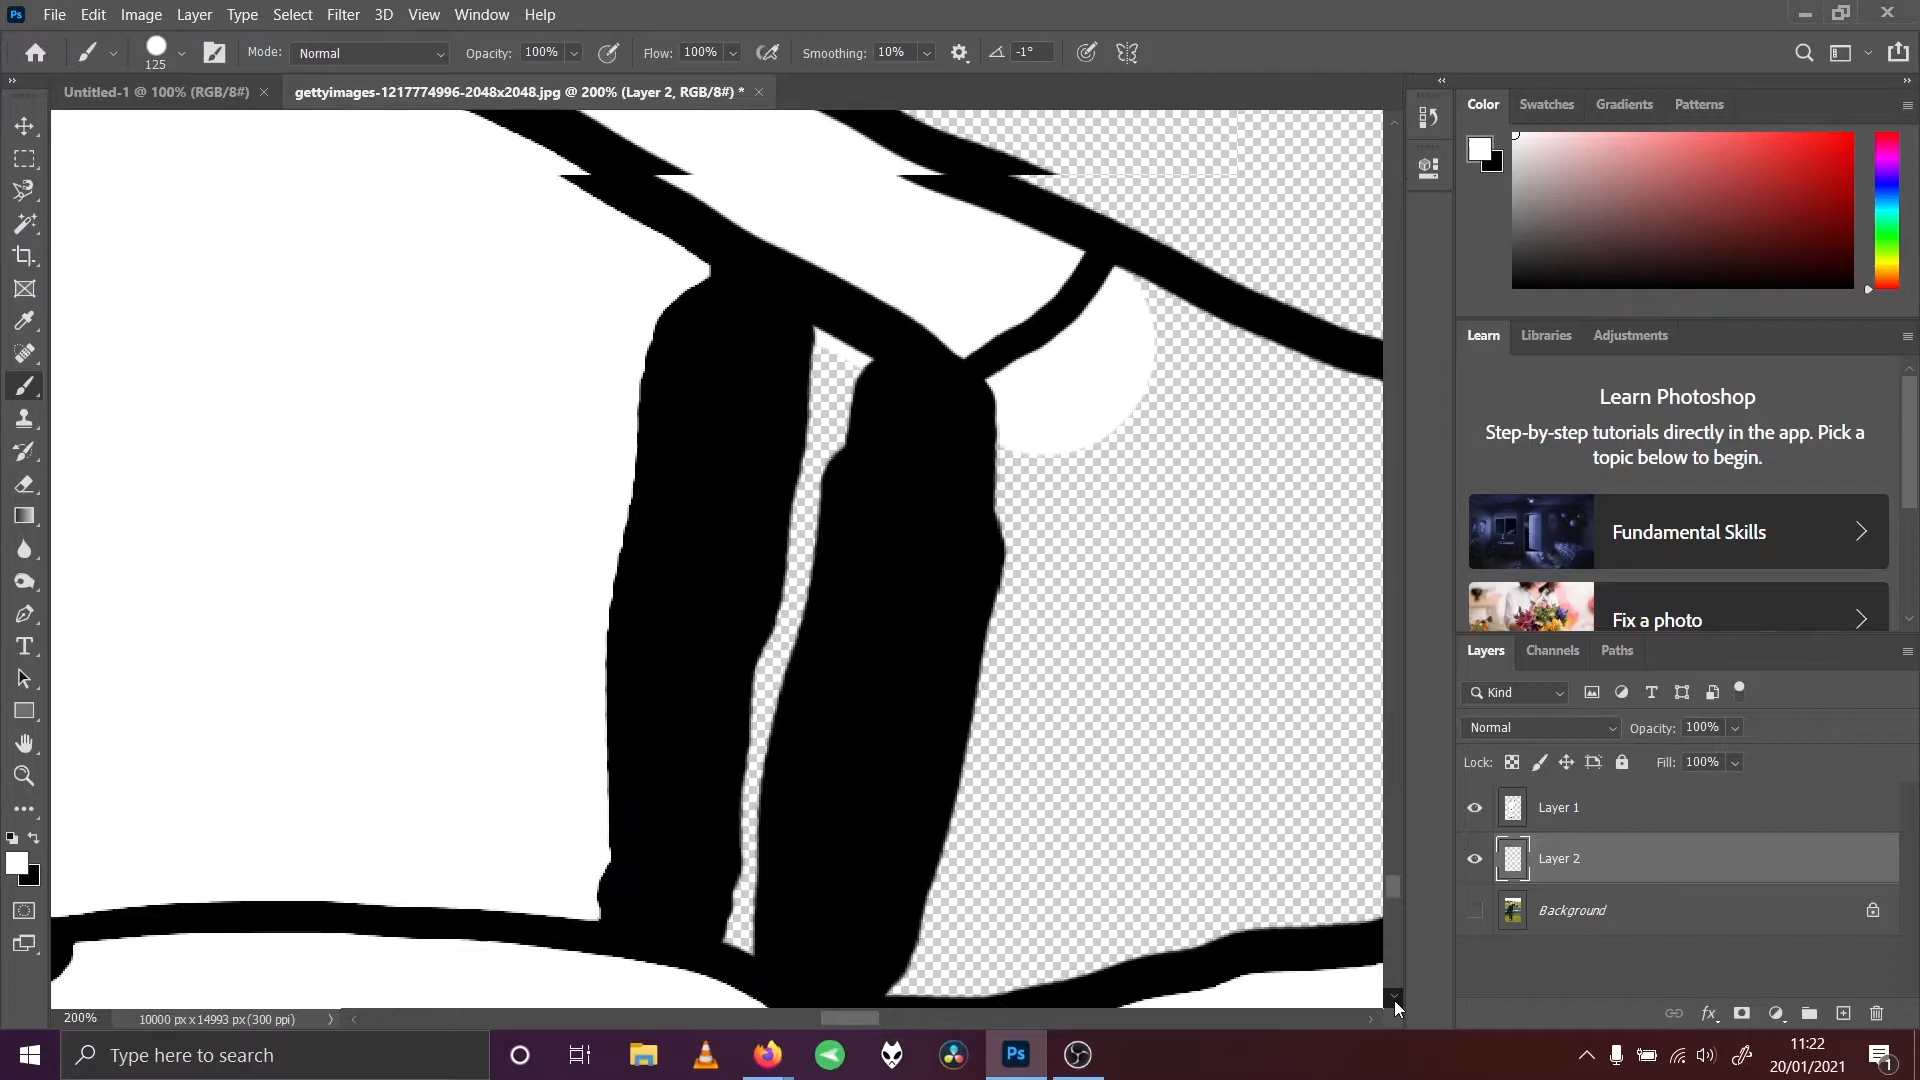 Ps File Edit Image Layer Type Select Filter 3D View Window Help
125 Mode: Normal Opacity: 100% Flow: 100% Smoothing: 10% -1°
Untitled-1 @ 100% (RGB/8#) × gettyimages-1217774996-2048x2048.jpg @ 200% (Layer 2, RGB/8#) * ×
Color Swatches Gradients Patterns
Learn Libraries Adjustments
Learn Photoshop
Step-by-step tutorials directly in the app. Pick a
topic below to begin.
Fundamental Skills
Fix a photo
Layers Channels Paths
Kind
Normal Opacity: 100%
Lock: Fill: 100%
Layer 1
Layer 2
Background
fx
200% 10000 px x 14993 px (300 ppi)
Type here to search
Ps
11:22
20/01/2021
1